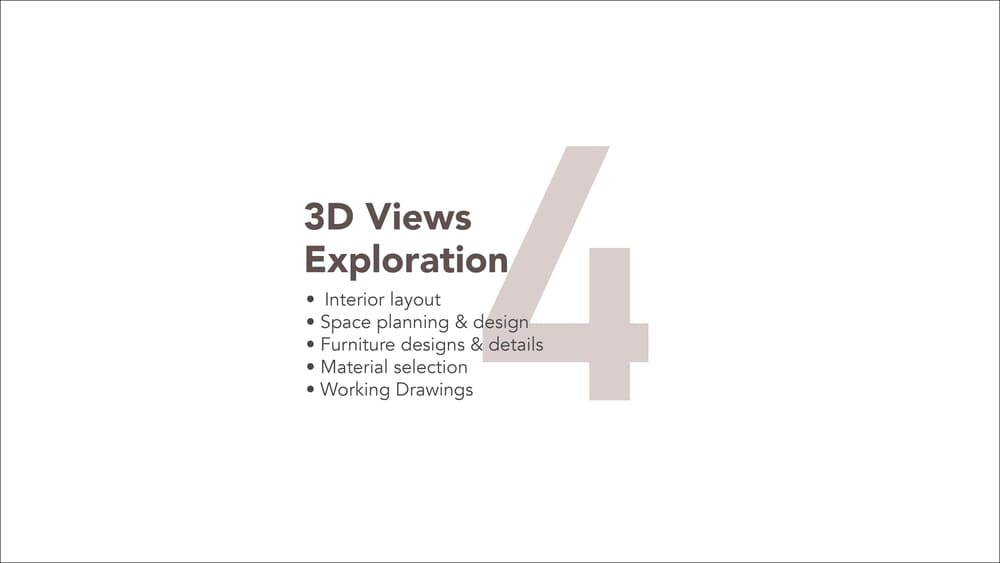 4
3D Views
Exploration
• Interior layout
• Space planning & design
• Furniture designs & details
• Material selection
• Working Drawings